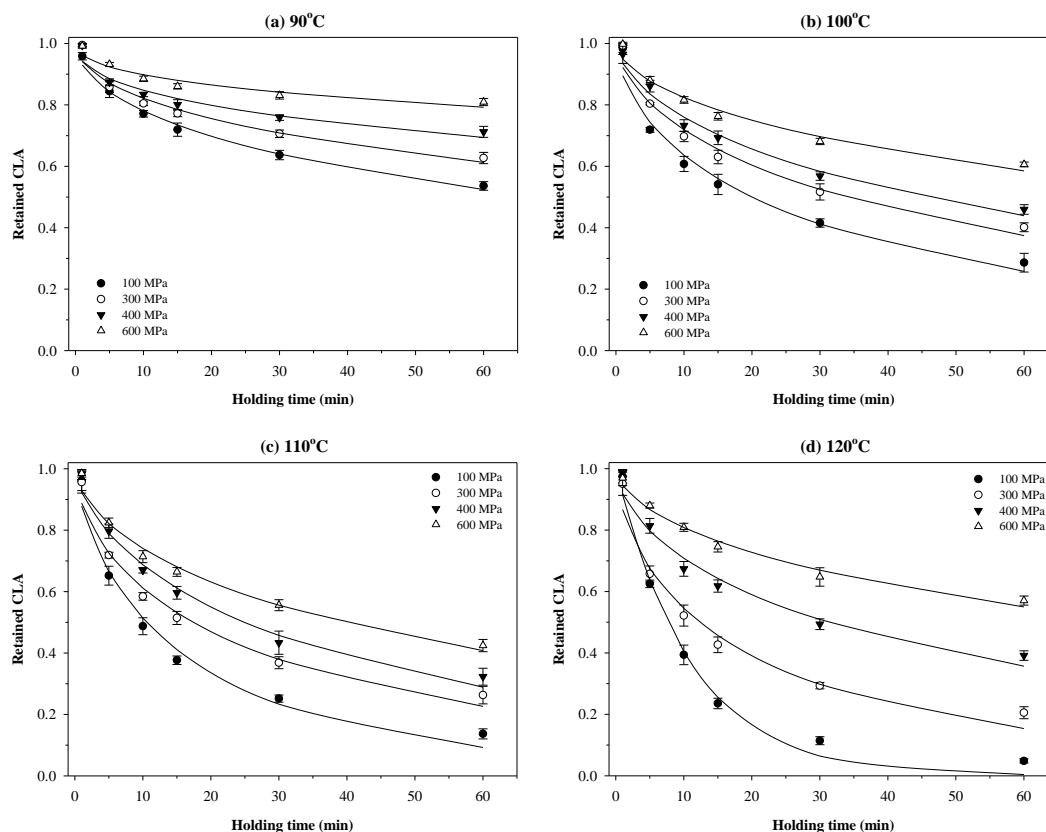 (a) 90°C
Retained CLA
1.0
0.8
0.6
0.4
0.2
0.0
100 MPa
300 MPa
400 MPa
600 MPa
0 10 20 30 40 50 60
Holding time (min)
(b) 100°C
Retained CLA
1.0
0.8
0.6
0.4
0.2
0.0
100 MPa
300 MPa
400 MPa
600 MPa
0 10 20 30 40 50 60
Holding time (min)
(c) 110°C
Retained CLA
1.0
0.8
0.6
0.4
0.2
0.0
100 MPa
300 MPa
400 MPa
600 MPa
0 10 20 30 40 50 60
Holding time (min)
(d) 120°C
Retained CLA
1.0
0.8
0.6
0.4
0.2
0.0
100 MPa
300 MPa
400 MPa
600 MPa
0 10 20 30 40 50 60
Holding time (min)